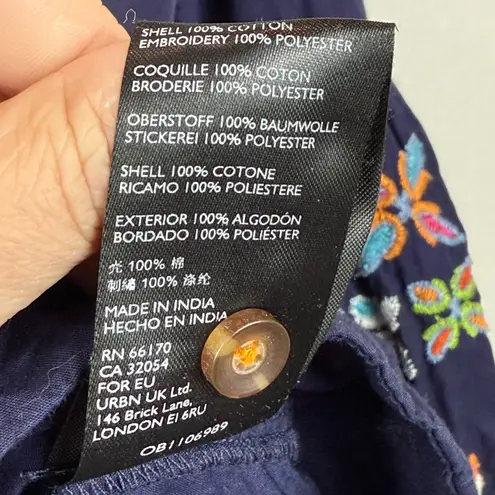 SHELL 100% COTTON
EMBROIDERY 100% POLYESTER
COQUILLE 100% COTON
BRODERIE 100% POLYESTER
OBERSTOFF 100% BAUMWOLLE
STICKEREI 100% POLYESTER
SHELL 100% COTONE
RICAMO 100% POLIESTERE
EXTERIOR 100% ALGODÓN
BORDADO 100% POLIÉSTER
100% 棉
刺繡 100% 涤纶
MADE IN INDIA
HECHO EN INDIA
RN 66170
CA 32054
FOR EU
URBN UK Ltd.
146 Brick Lane,
LONDON E1 6RU
OB1106989